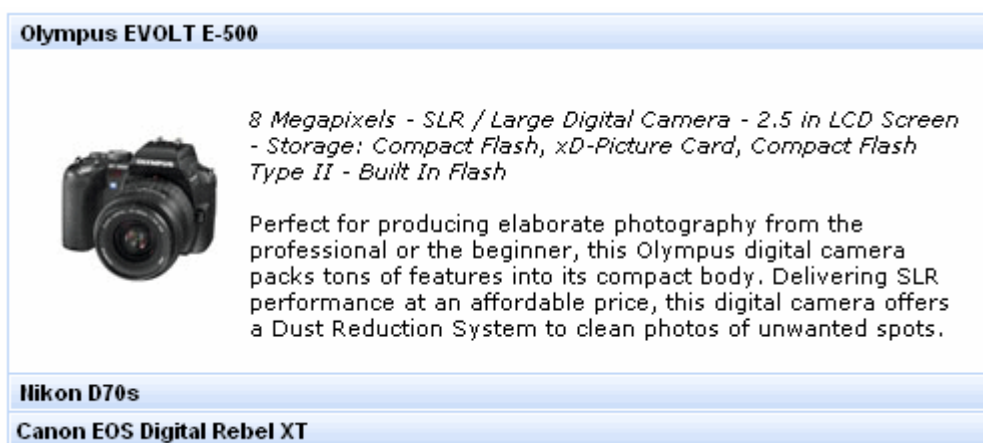 Olympus EVOLT E-500
OLYMPUS
8 Megapixels - SLR / Large Digital Camera - 2.5 in LCD Screen
- Storage: Compact Flash, xD-Picture Card, Compact Flash
Type II - Built In Flash
Perfect for producing elaborate photography from the
professional or the beginner, this Olympus digital camera
packs tons of features into its compact body. Delivering SLR
performance at an affordable price, this digital camera offers
a Dust Reduction System to clean photos of unwanted spots.
Nikon D70s
Canon EOS Digital Rebel XT